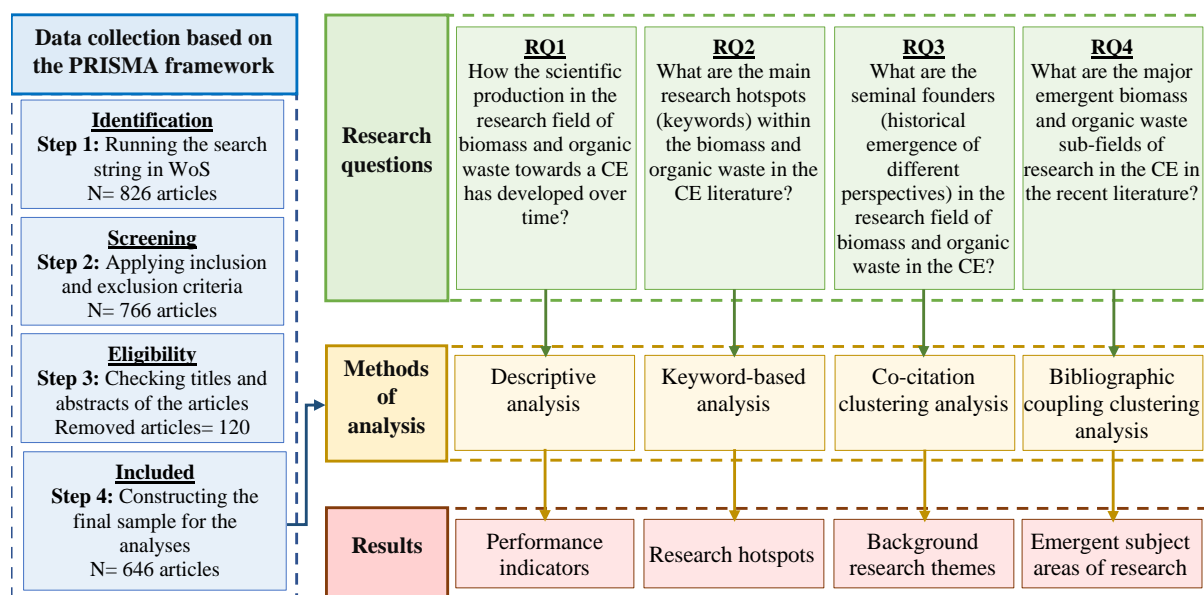 Data collection based on
the PRISMA framework
Identification
Step 1: Running the search
string in WoS
N= 826 articles
Screening
Step 2: Applying inclusion
and exclusion criteria
N= 766 articles
Eligibility
Step 3: Checking titles and
abstracts of the articles
Removed articles= 120
Included
Step 4: Constructing the
final sample for the
analyses
N= 646 articles
Research
questions
RQ1
How the scientific
production in the
research field of
biomass and organic
waste towards a CE
has developed over
time?
RQ2
What are the main
research hotspots
(keywords) within
the biomass and
organic waste in the
CE literature?
RQ3
What are the
seminal founders
(historical
emergence of
different
perspectives) in the
research field of
biomass and organic
waste in the CE?
RQ4
What are the major
emergent biomass
and organic waste
sub-fields of
research in the CE in
the recent literature?
Methods
of
analysis
Descriptive
analysis
Keyword-based
analysis
Co-citation
clustering analysis
Bibliographic
coupling clustering
analysis
Results
Performance
indicators
Research hotspots
Background
research themes
Emergent subject
areas of research